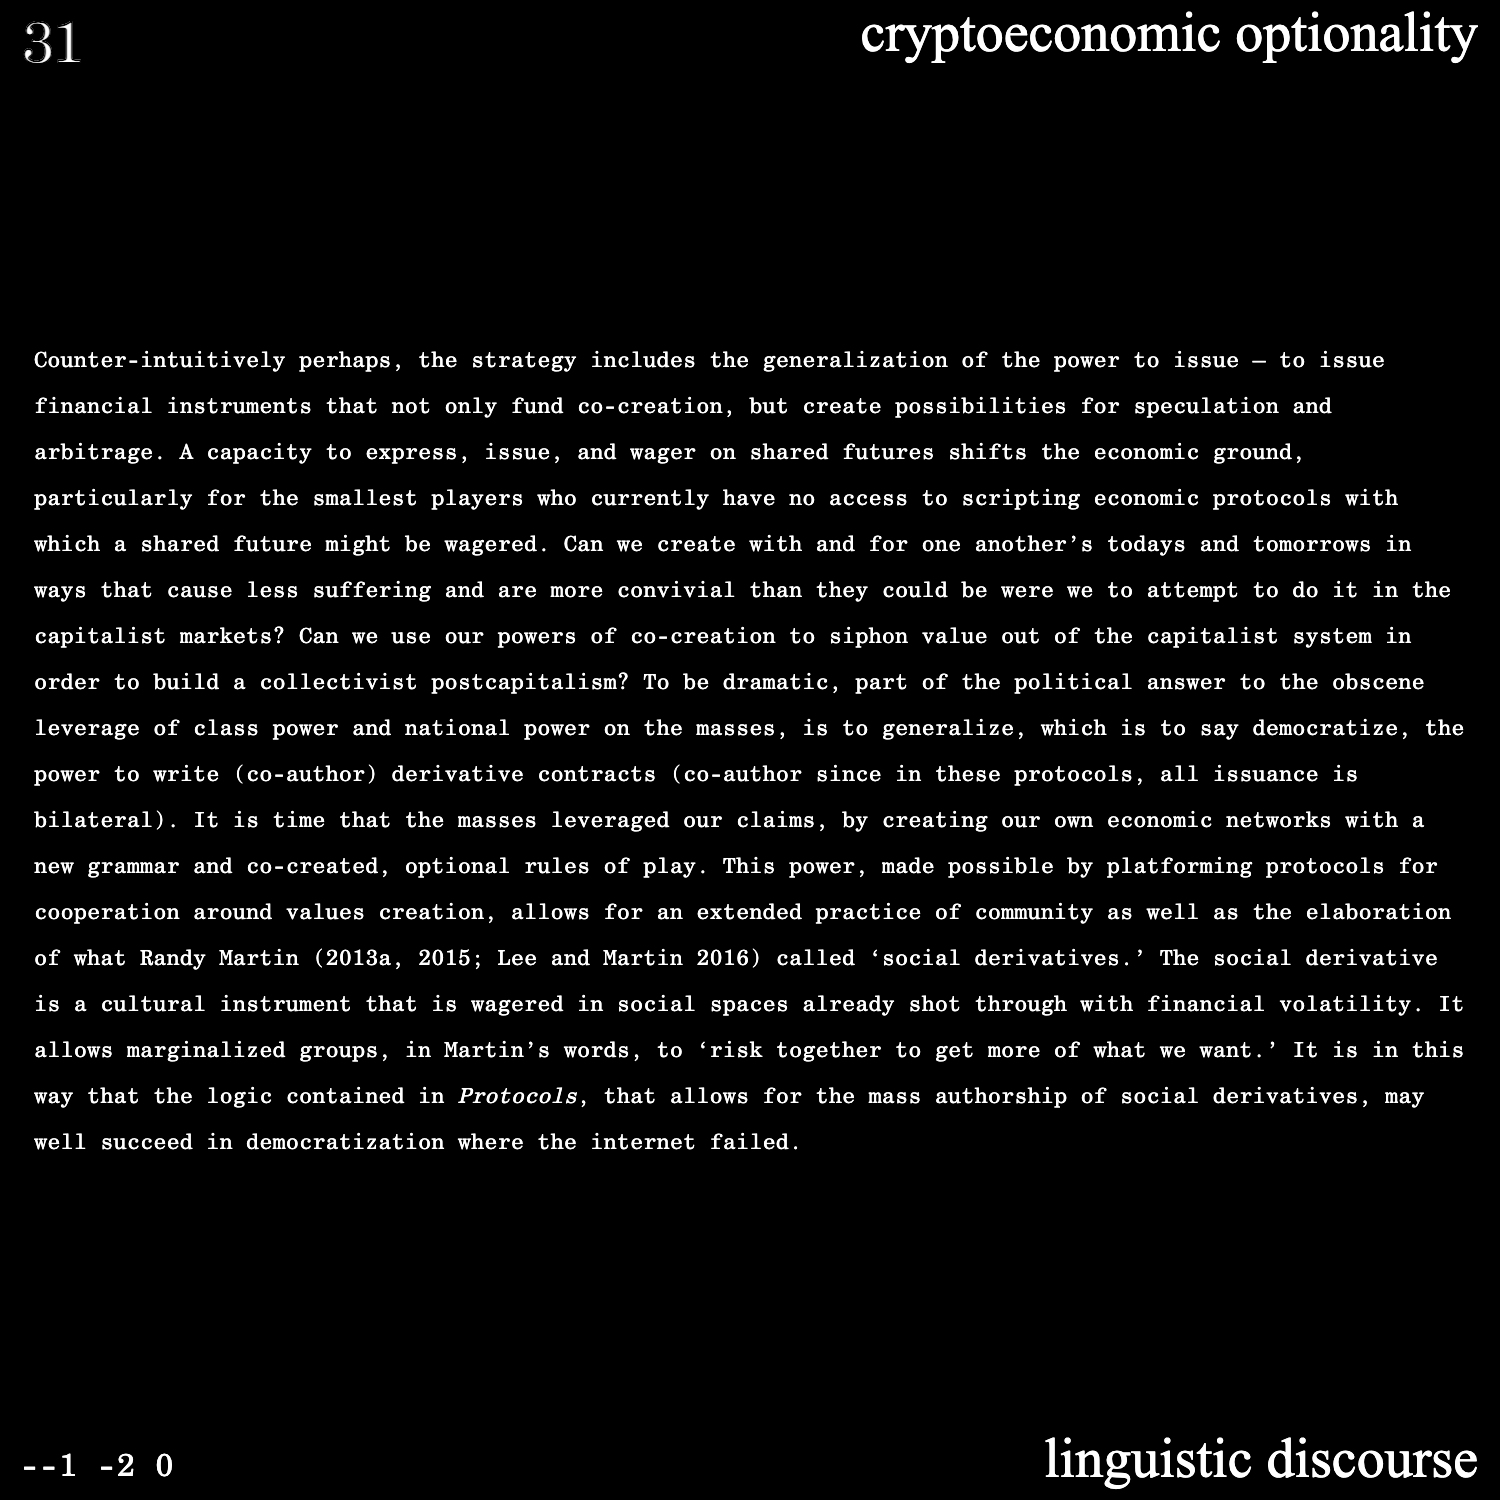 31
cryptoeconomic optionality
Counter-intuitively perhaps, the strategy includes the generalization of the power to issue – to issue
financial instruments that not only fund co-creation, but create possibilities for speculation and
arbitrage. A capacity to express, issue, and wager on shared futures shifts the economic ground,
particularly for the smallest players who currently have no access to scripting economic protocols with
which a shared future might be wagered. Can we create with and for one another’s todays and tomorrows in
ways that cause less suffering and are more convivial than they could be were we to attempt to do it in the
capitalist markets? Can we use our powers of co-creation to siphon value out of the capitalist system in
order to build a collectivist postcapitalism? To be dramatic, part of the political answer to the obscene
leverage of class power and national power on the masses, is to generalize, which is to say democratize, the
power to write (co-author) derivative contracts (co-author since in these protocols, all issuance is
bilateral). It is time that the masses leveraged our claims, by creating our own economic networks with a
new grammar and co-created, optional rules of play. This power, made possible by platforming protocols for
cooperation around values creation, allows for an extended practice of community as well as the elaboration
of what Randy Martin (2013a, 2015; Lee and Martin 2016) called ‘social derivatives.’ The social derivative
is a cultural instrument that is wagered in social spaces already shot through with financial volatility. It
allows marginalized groups, in Martin’s words, to ‘risk together to get more of what we want.’ It is in this
way that the logic contained in Protocols, that allows for the mass authorship of social derivatives, may
well succeed in democratization where the internet failed.
--1 -2 0
linguistic discourse